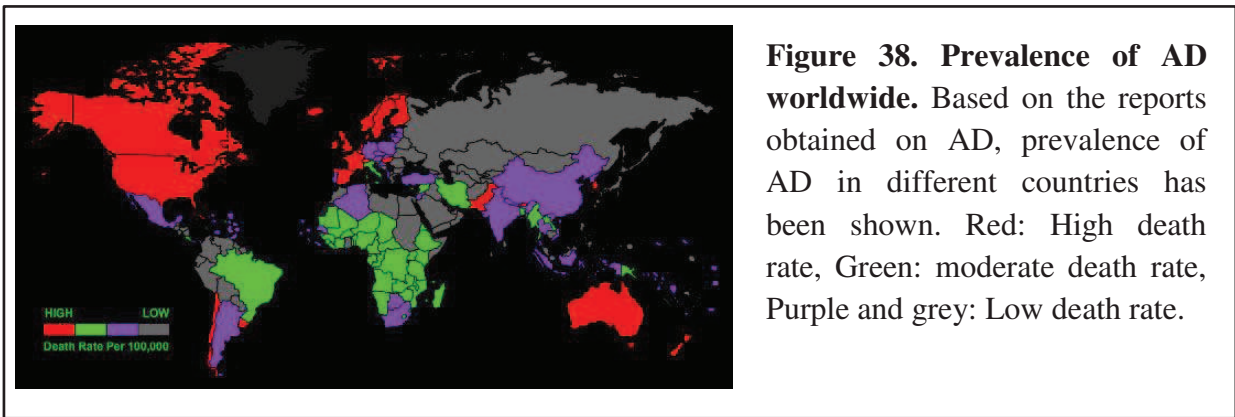 HIGH LOW
Death Rate Per 100,000
Figure 38. Prevalence of AD
worldwide. Based on the reports
obtained on AD, prevalence of
AD in different countries has
been shown. Red: High death
rate, Green: moderate death rate,
Purple and grey: Low death rate.